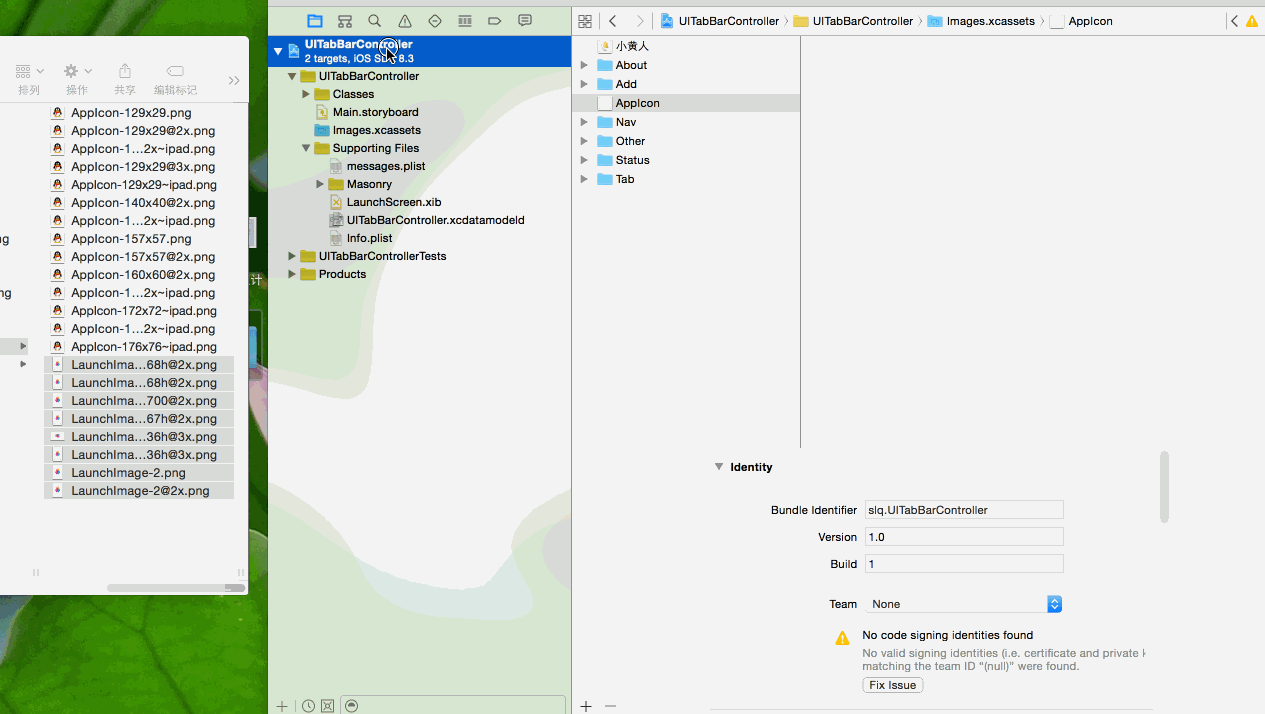 UITabBarController
UITabBarController
Images.xcassets
AppIcon
排列
操作
共享
编辑标记
AppIcon-129x29.png
AppIcon-129x29@2x.png
AppIcon-1...2x~ipad.png
AppIcon-129x29@3x.png
AppIcon-129x29~ipad.png
AppIcon-140x40@2x.png
AppIcon-1...2x~ipad.png
AppIcon-157x57.png
AppIcon-157x57@2x.png
AppIcon-160x60@2x.png
AppIcon-1...2x~ipad.png
AppIcon-172x72~ipad.png
AppIcon-1...2x~ipad.png
AppIcon-176x76~ipad.png
LaunchIma...68h@2x.png
LaunchIma...68h@2x.png
LaunchIma...700@2x.png
LaunchIma...67h@2x.png
LaunchIma...36h@3x.png
LaunchIma...36h@3x.png
LaunchImage-2.png
LaunchImage-2@2x.png
ng
ng
计
UITabBarController
2 targets, iOS SDK 8.3
UITabBarController
Classes
Main.storyboard
Images.xcassets
Supporting Files
messages.plist
Masonry
LaunchScreen.xib
UITabBarController.xcdatamodeld
Info.plist
UITabBarControllerTests
Products
小黄人
About
Add
AppIcon
Nav
Other
Status
Tab
Identity
Bundle Identifier slq.UITabBarController
Version 1.0
Build 1
Team None
No code signing identities found
No valid signing identities (i.e. certificate and private
matching the team ID "(null)" were found.
Fix Issue